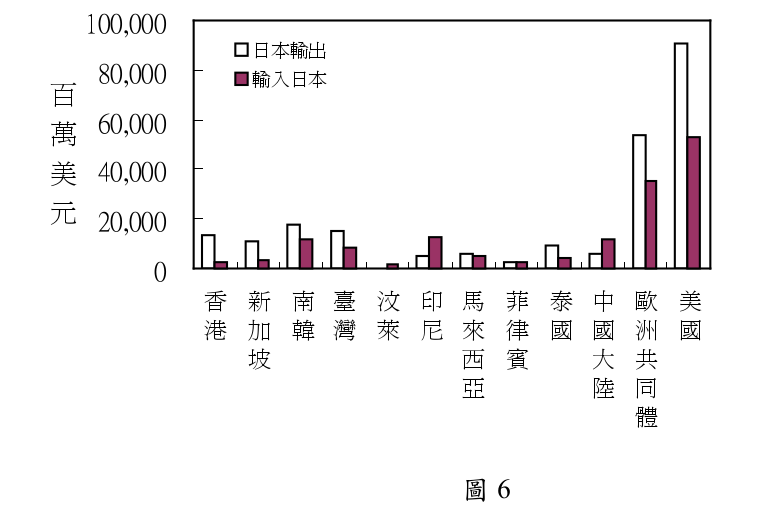 100,000
80,000
60,000
40,000
20,000
0
百萬美元
日本輸出
輸入日本
香港
新加坡
南韓
臺灣
汶萊
印尼
馬來西亞
菲律賓
泰國
中國大陸
歐洲共同體
美國
圖 6